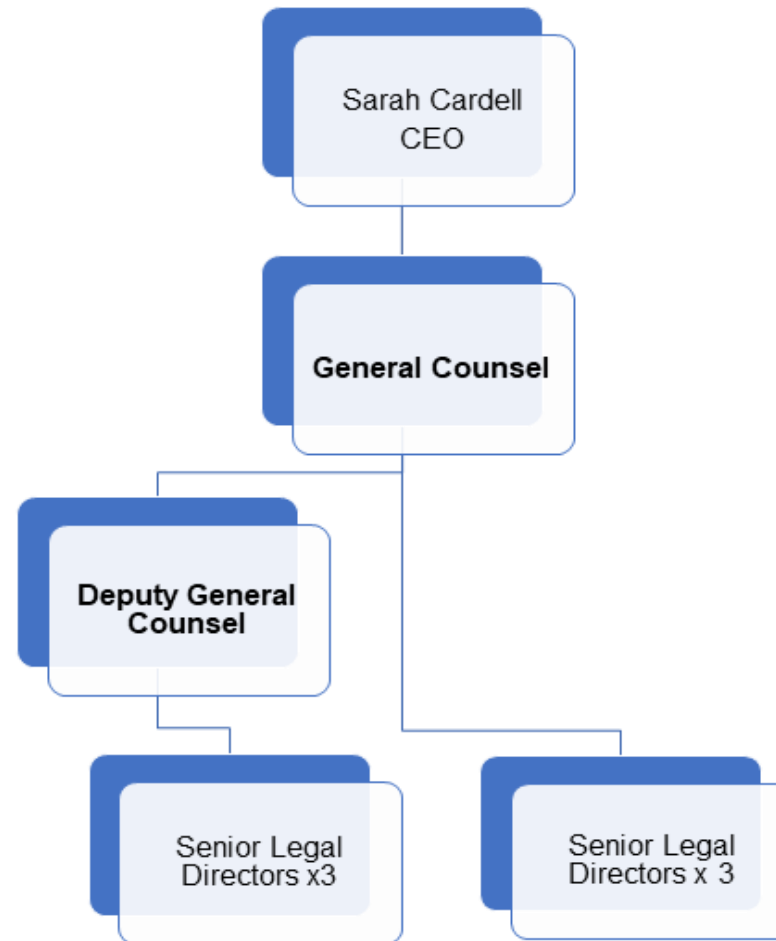 Sarah Cardell
CEO
General Counsel
Deputy General
Counsel
Senior Legal
Directors x3
Senior Legal
Directors x 3